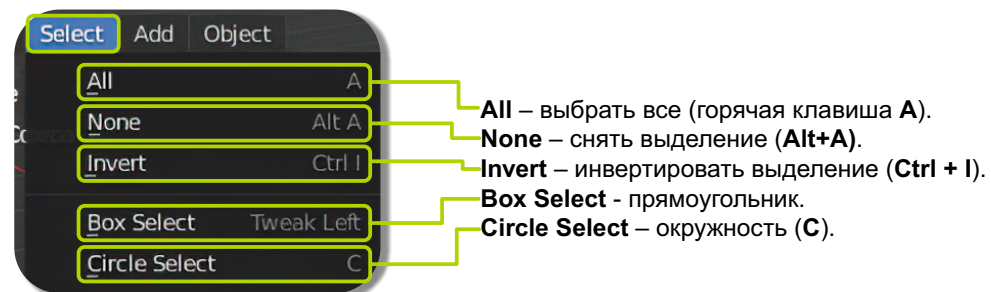 Select Add Object
All A
None Alt A
Invert Ctrl I
Box Select Tweak Left
Circle Select C
All – выбрать все (горячая клавиша A).
None – снять выделение (Alt+A).
Invert – инвертировать выделение (Ctrl + I).
Box Select - прямоугольник.
Circle Select – окружность (C).